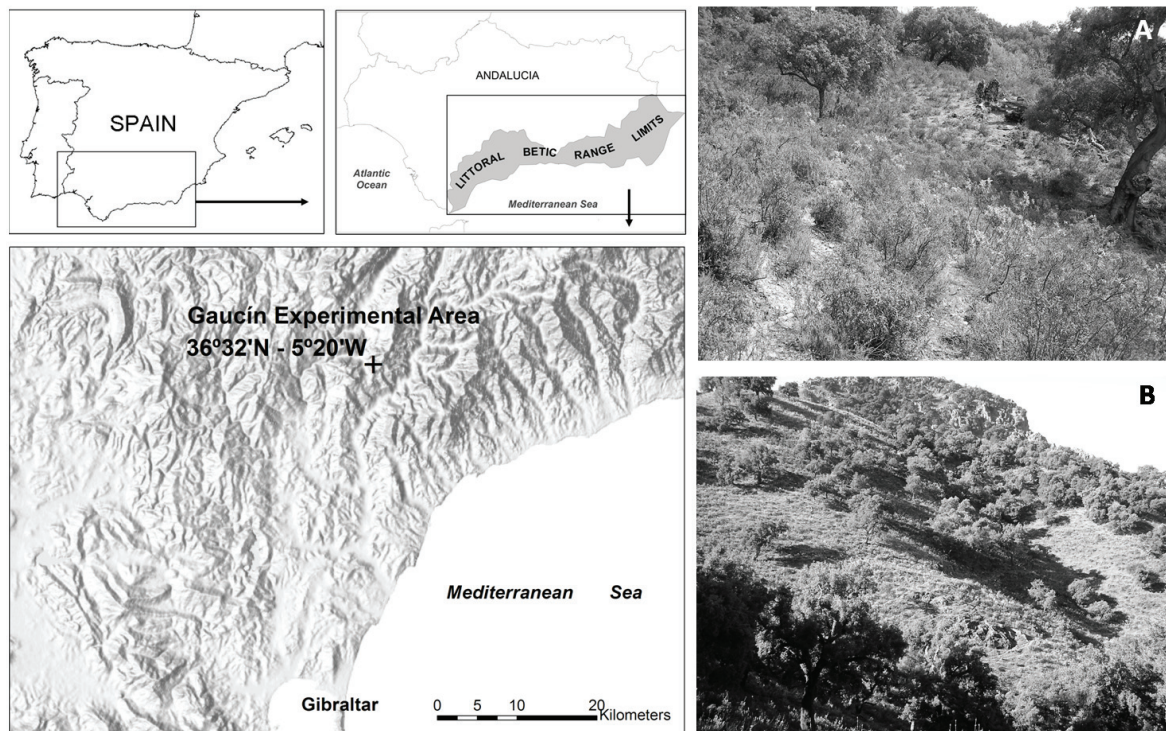 SPAIN
ANDALUCIA
LITTORAL BETIC RANGE LIMITS
Atlantic
Ocean
Mediterranean Sea
A
Gaucín Experimental Area
36º32'N - 5º20'W
Mediterranean Sea
Gibraltar
0 5 10 20
Kilometers
B